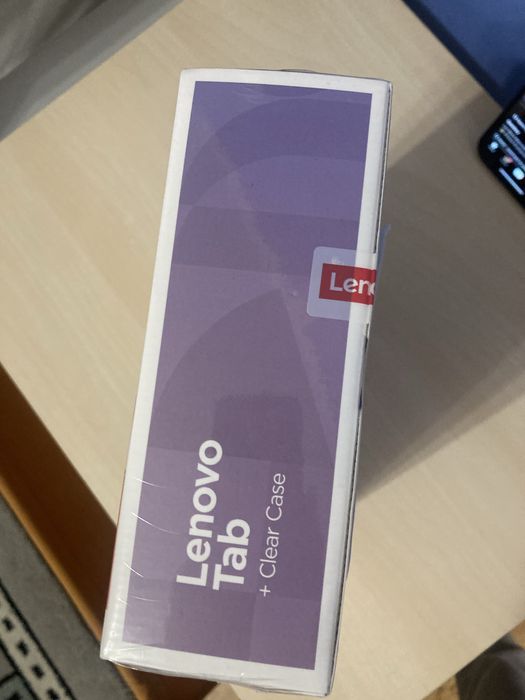 Lenovo
Tab
+ Clear Case